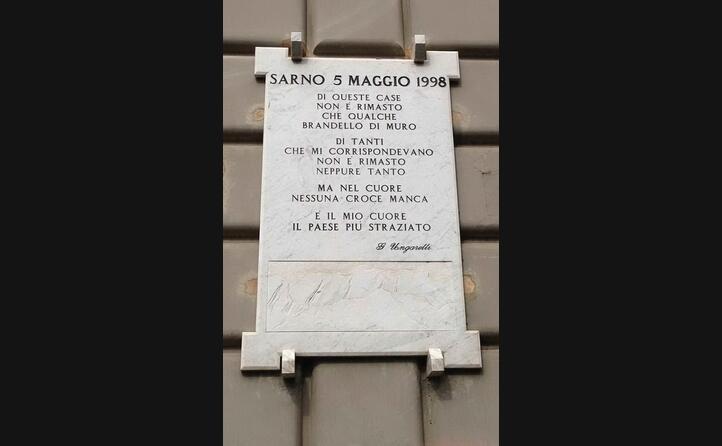 SARNO 5 MAGGIO 1998
DI QUESTE CASE
NON E RIMASTO
CHE QUALCHE
BRANDELLO DI MURO
DI TANTI
CHE MI CORRISPONDEVANO
NON E' RIMASTO
NEPPURE TANTO
MA NEL CUORE
NESSUNA CROCE MANCA
E IL MIO CUORE
IL PAESE PIU STRAZIATO
G Ungaretti